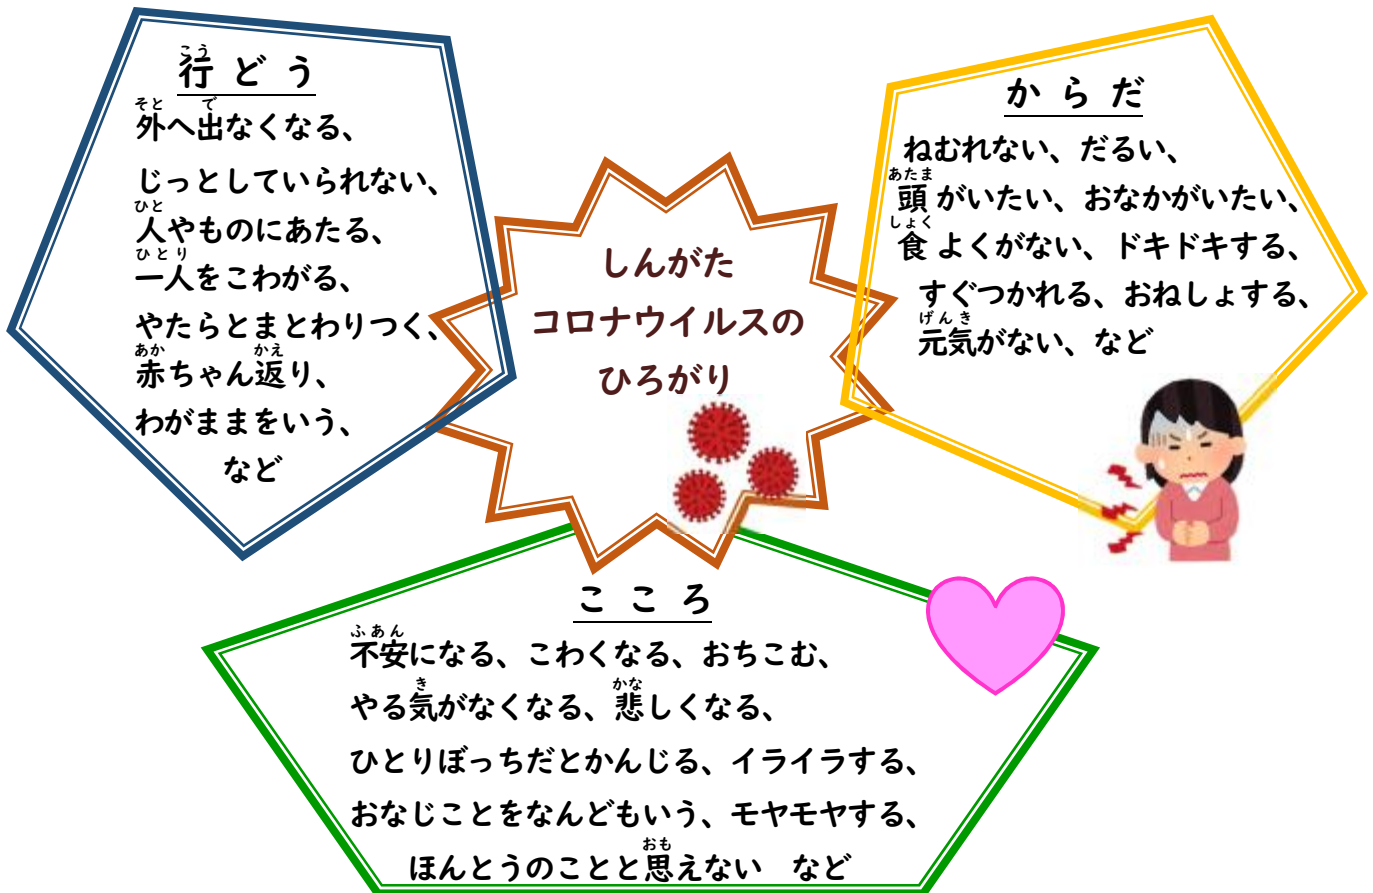 行どう
外へ出なくなる、
じっとしていられない、
人やものにあたる、
一人をこわがる、
やたらとまとわりつく、
赤ちゃん返り、
わがままをいう、
など
しんがた
コロナウイルスの
ひろがり
からだ
ねむれない、だるい、
頭がいたい、おなかがいたい、
食よくがない、ドキドキする、
すぐつかれる、おねしょする、
元気がない、など
こころ
不安になる、こわくなる、おちこむ、
やる気がなくなる、悲しくなる、
ひとりぼっちだとかんじる、イライラする、
おなじことをなんどもいう、モヤモヤする、
ほんとうのことと思えない　など